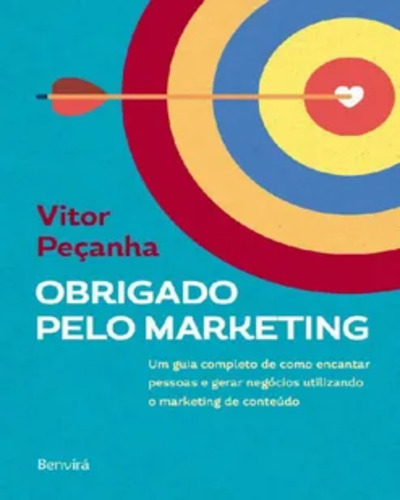 Vitor
Peçanha
OBRIGADO
PELO MARKETING
Um guia completo de como encantar
pessoas e gerar negócios utilizando
o marketing de conteúdo
Benvirá